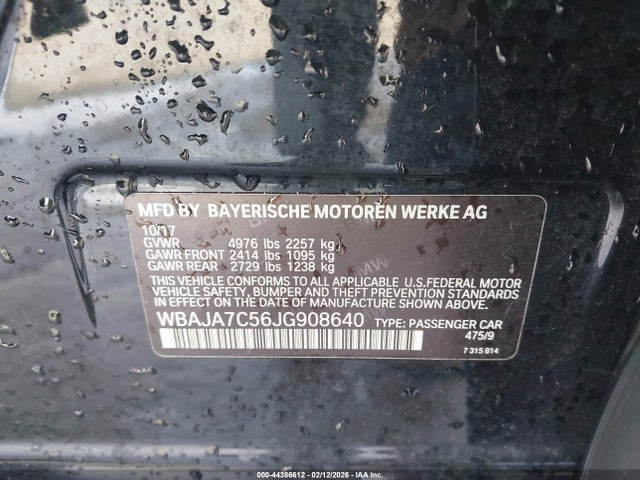 MFD BY BAYERISCHE MOTOREN WERKE AG
10/17
GVWR 4976 lbs 2257 kg
GAWR FRONT 2414 lbs 1095 kg
GAWR REAR 2729 lbs 1238 kg
THIS VEHICLE CONFORMS TO ALL APPLICABLE U.S.FEDERAL MOTOR
VEHICLE SAFETY, BUMPER AND THEFT PREVENTION STANDARDS
IN EFFECT ON THE DATE OF MANUFACTURE SHOWN ABOVE.
WBAJA7C56JG908640 TYPE: PASSENGER CAR
475/9
7 315 814
000-44386612 - 02/12/2026 - IAA Inc.